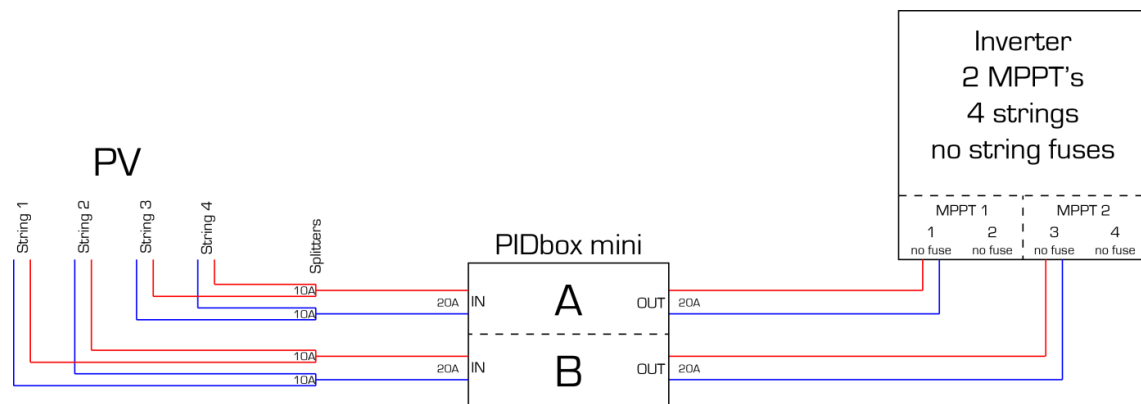 Inverter
2 MPPT's
4 strings
no string fuses
PV
String 1
String 2
String 3
String 4
Splitters
MPPT 1
MPPT 2
1
2
3
4
no fuse
no fuse
no fuse
no fuse
PIDbox mini
10A
10A
20A
IN
A
OUT
20A
10A
10A
20A
IN
B
OUT
20A